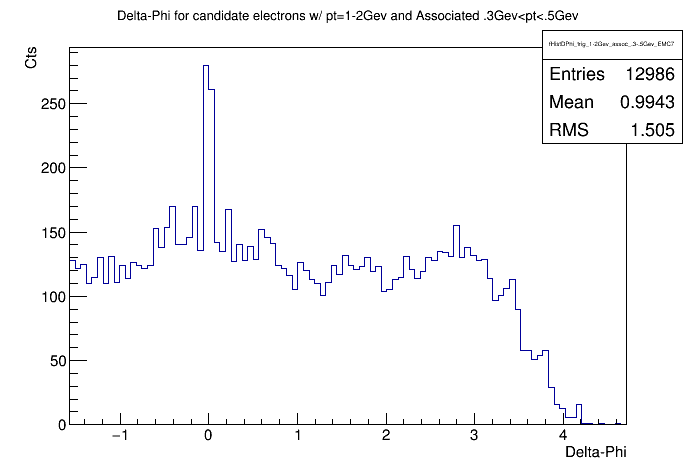 Delta-Phi for candidate electrons w/ pt=1-2Gev and Associated .3Gev<pt<.5Gev
fHistDPhi_trig_1-2Gev_assoc_.3-.5Gev_EMC7
Entries 12986
Mean 0.9943
RMS 1.505
Cts
250
200
150
100
50
0
−1 0 1 2 3 4
Delta-Phi